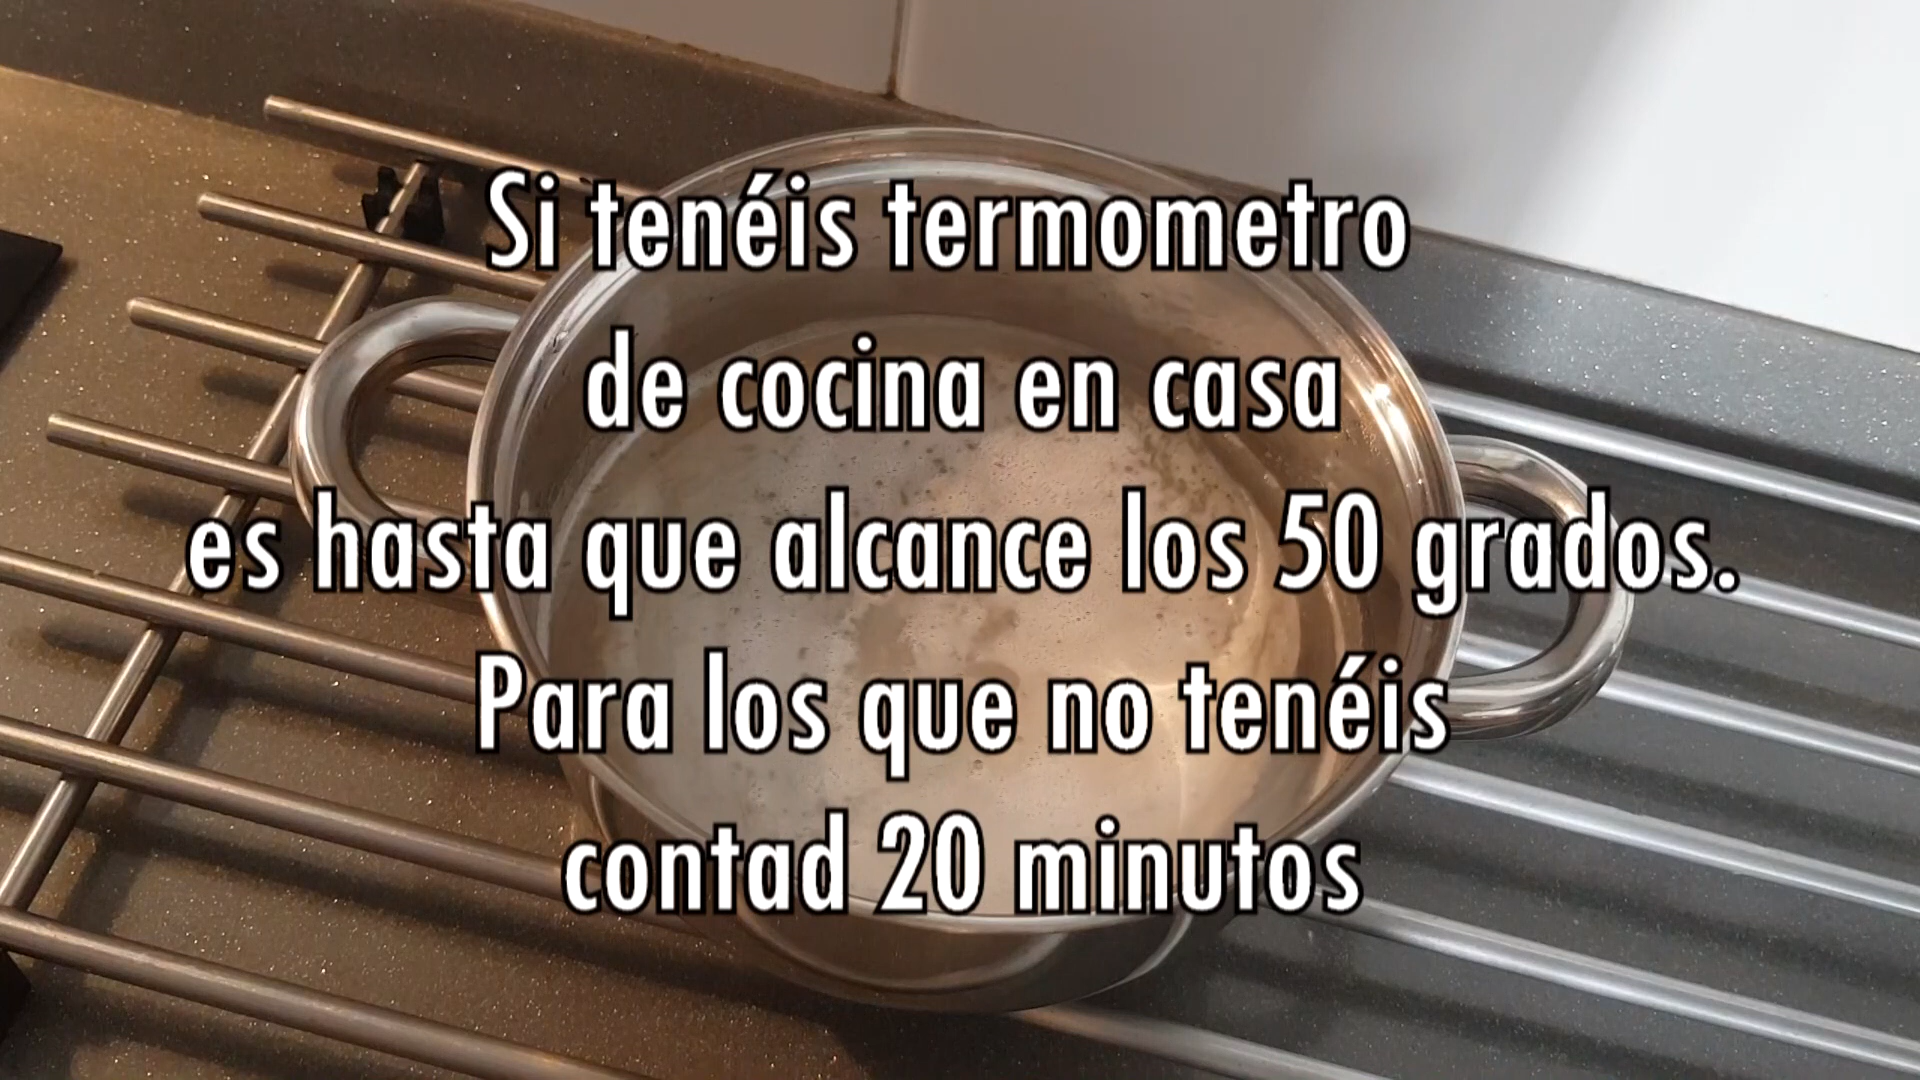 Si tenéis termometro
de cocina en casa
es hasta que alcance los 50 grados.
Para los que no tenéis
contad 20 minutos